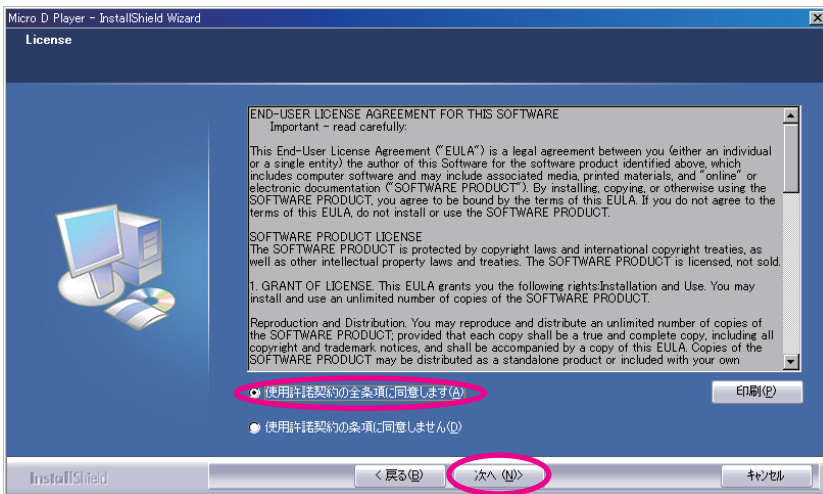 Micro D Player - InstallShield Wizard
License
END-USER LICENSE AGREEMENT FOR THIS SOFTWARE
Important - read carefully:
This End-User License Agreement ("EULA") is a legal agreement between you (either an individual
or a single entity) the author of this Software for the software product identified above, which
includes computer software and may include associated media, printed materials, and "online" or
electronic documentation ("SOFTWARE PRODUCT"). By installing, copying, or otherwise using the
SOFTWARE PRODUCT, you agree to be bound by the terms of this EULA. If you do not agree to the
terms of this EULA, do not install or use the SOFTWARE PRODUCT.
SOFTWARE PRODUCT LICENSE
The SOFTWARE PRODUCT is protected by copyright laws and international copyright treaties, as
well as other intellectual property laws and treaties. The SOFTWARE PRODUCT is licensed, not sold.
1. GRANT OF LICENSE. This EULA grants you the following rights:Installation and Use. You may
install and use an unlimited number of copies of the SOFTWARE PRODUCT.
Reproduction and Distribution. You may reproduce and distribute an unlimited number of copies of
the SOFTWARE PRODUCT; provided that each copy shall be a true and complete copy, including all
copyright and trademark notices, and shall be accompanied by a copy of this EULA. Copies of the
SOFTWARE PRODUCT may be distributed as a standalone product or included with your own
使用許諾契約の全条項に同意します(A)
印刷(P)
使用許諾契約の条項に同意しません(D)
InstallShield
< 戻る(B)
次へ (N)>
キャンセル